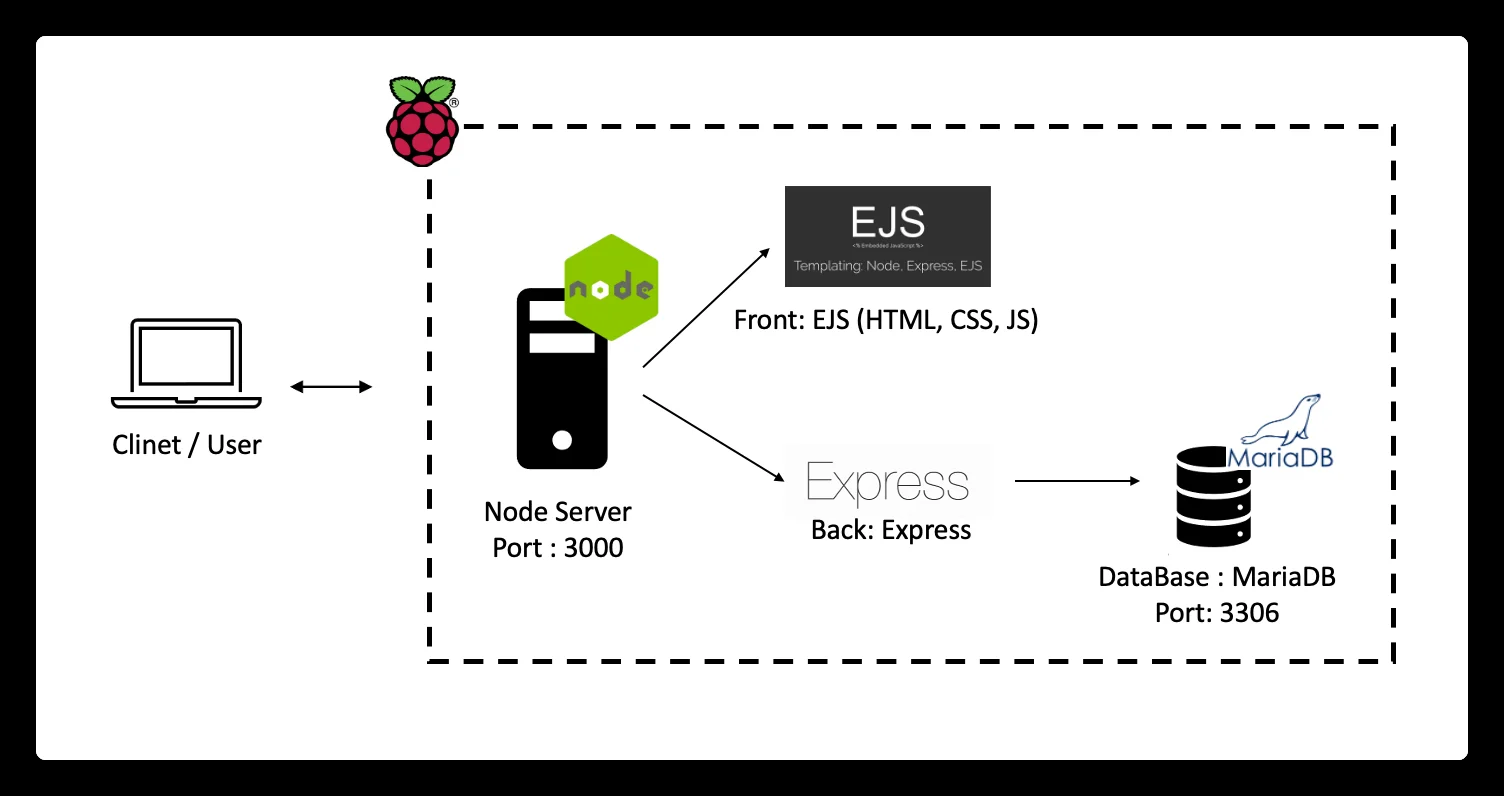 ®
node
EJS
<% Embedded JavaScript %>
Templating: Node, Express, EJS
Front: EJS (HTML, CSS, JS)
Clinet / User
Node Server
Port : 3000
Express
Back: Express
MariaDB
DataBase : MariaDB
Port: 3306